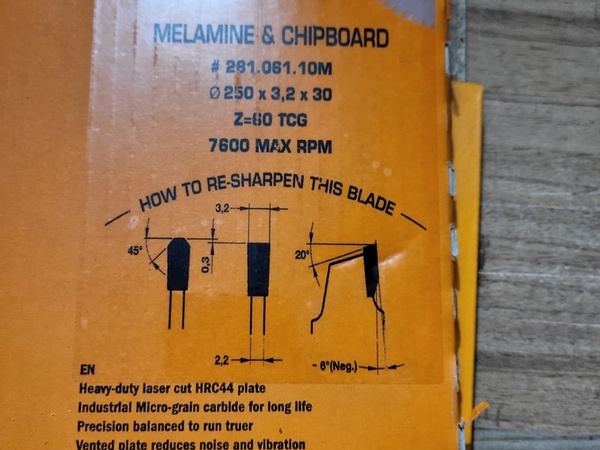 MELAMINE & CHIPBOARD
# 281.061.10M
Ø 250 x 3,2 x 30
Z=60 TCG
7600 MAX RPM
HOW TO RE-SHARPEN THIS BLADE
3,2
45°
0,3
20°
2,2
- 6°(Neg.)
EN
Heavy-duty laser cut HRC44 plate
Industrial Micro-grain carbide for long life
Precision balanced to run truer
Vented plate reduces noise and vibration